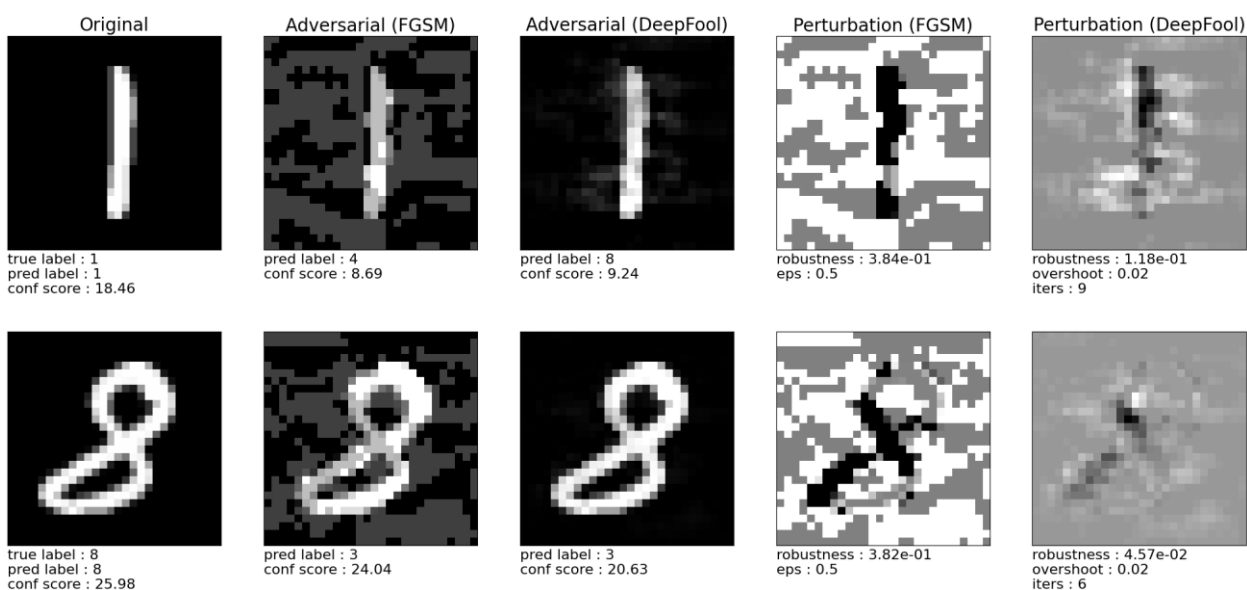 Original
Adversarial (FGSM)
Adversarial (DeepFool)
Perturbation (FGSM)
Perturbation (DeepFool)
true label : 1
pred label : 1
conf score : 18.46
pred label : 4
conf score : 8.69
pred label : 8
conf score : 9.24
robustness : 3.84e-01
eps : 0.5
robustness : 1.18e-01
overshoot : 0.02
iters : 9
true label : 8
pred label : 8
conf score : 25.98
pred label : 3
conf score : 24.04
pred label : 3
conf score : 20.63
robustness : 3.82e-01
eps : 0.5
robustness : 4.57e-02
overshoot : 0.02
iters : 6